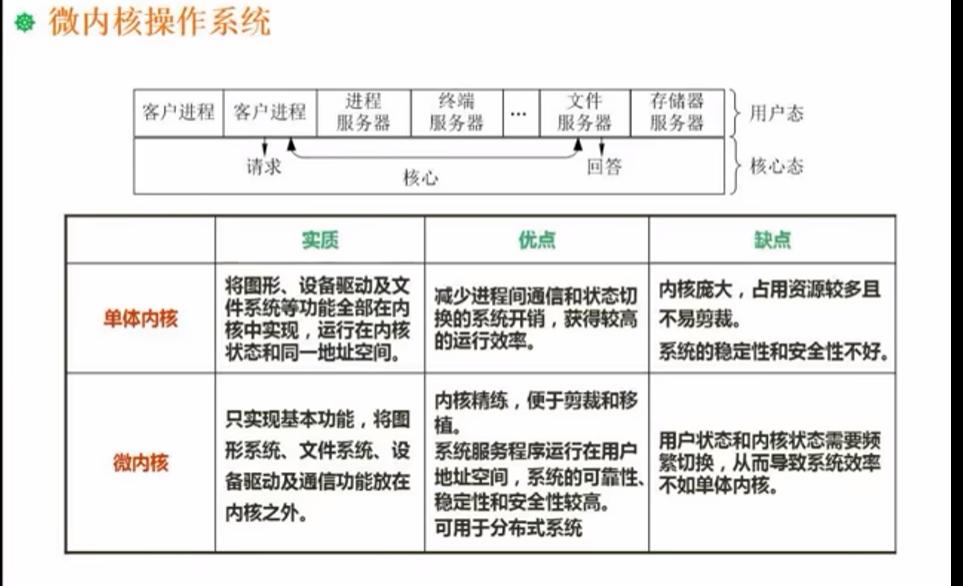 微内核操作系统
客户进程 客户进程 进程服务器 终端服务器 … 文件服务器 存储器服务器 用户态
请求 核心 回答 核心态
实质 优点 缺点
单体内核
将图形、设备驱动及文
件系统等功能全部在内
核中实现，运行在内核
状态和同一地址空间。
减少进程间通信和状态切
换的系统开销，获得较高
的运行效率。
内核庞大，占用资源较多且
不易剪裁。
系统的稳定性和安全性不好。
微内核
只实现基本功能，将图
形系统、文件系统、设
备驱动及通信功能放在
内核之外。
内核精练，便于剪裁和移
植。
系统服务程序运行在用户
地址空间，系统的可靠性、
稳定性和安全性较高。
可用于分布式系统
用户状态和内核状态需要频
繁切换，从而导致系统效率
不如单体内核。